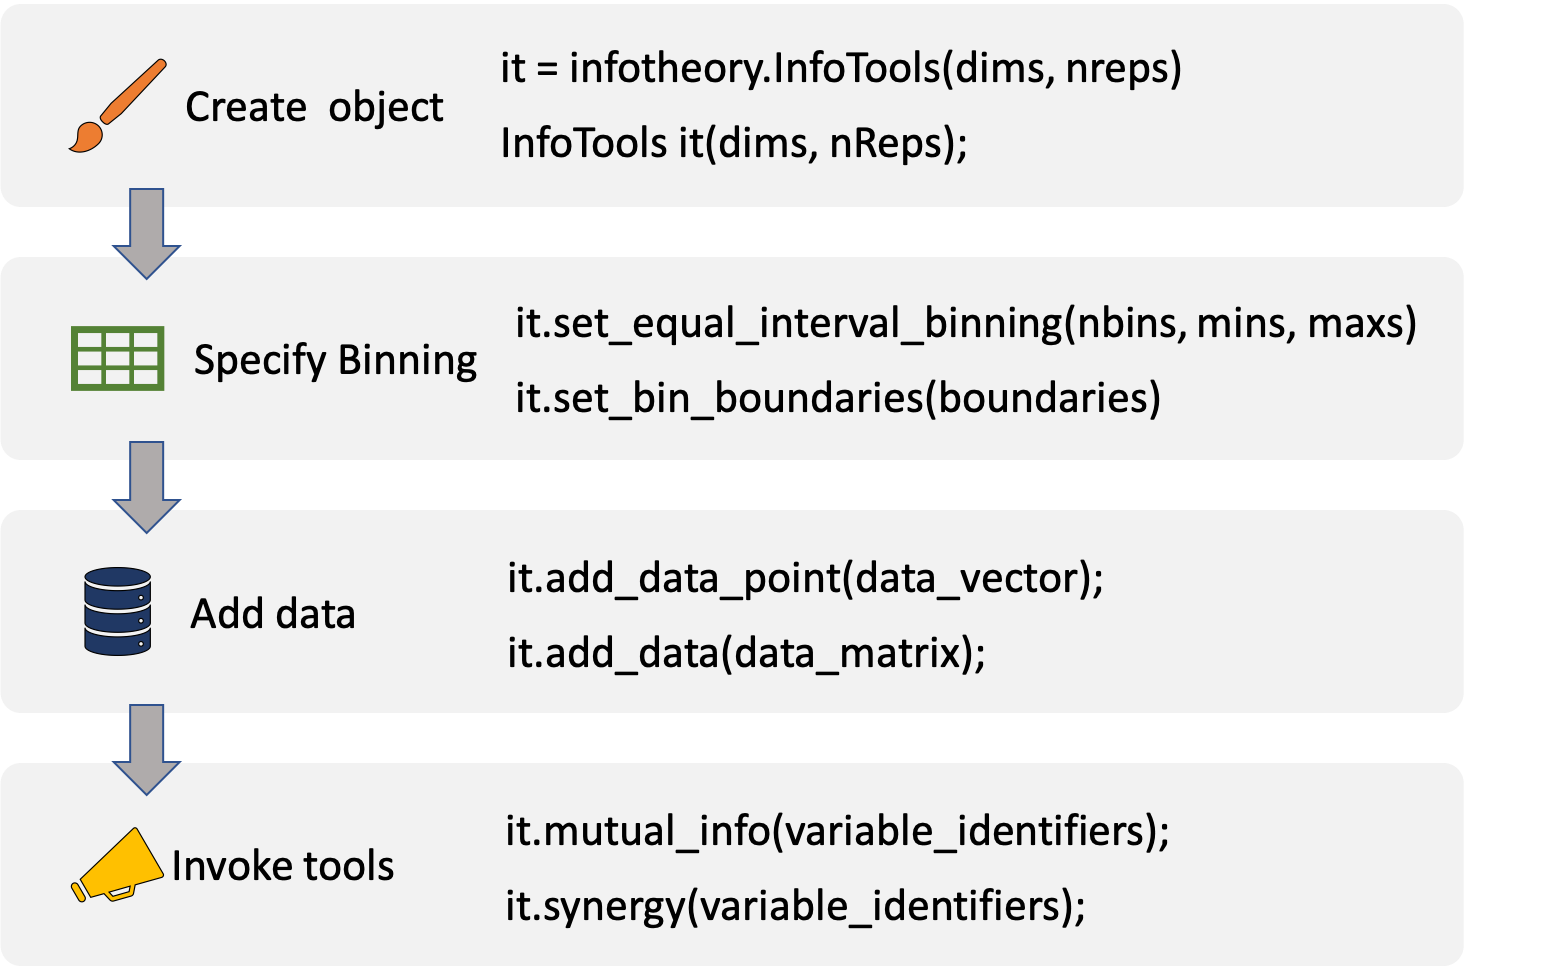 Create object
it = infotheory.InfoTools(dims, nreps)
InfoTools it(dims, nReps);
Specify Binning
it.set_equal_interval_binning(nbins, mins, maxs)
it.set_bin_boundaries(boundaries)
Add data
it.add_data_point(data_vector);
it.add_data(data_matrix);
Invoke tools
it.mutual_info(variable_identifiers);
it.synergy(variable_identifiers);